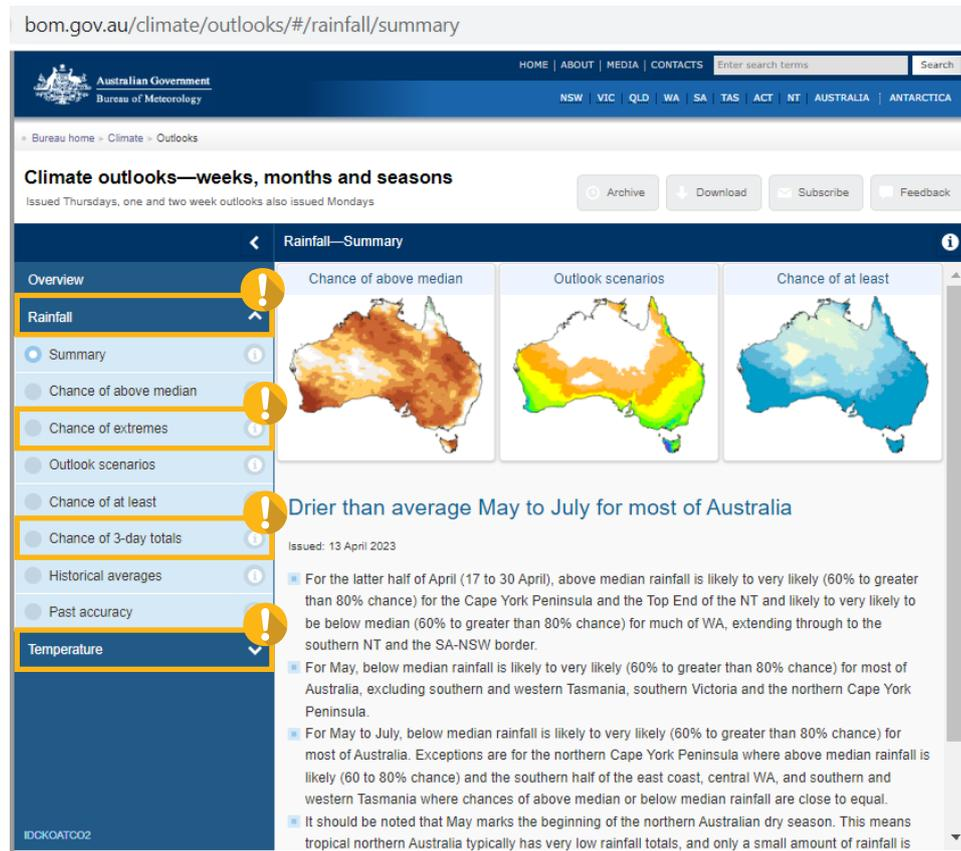 bom.gov.au/climate/outlooks/#/rainfall/summary
HOME | ABOUT | MEDIA | CONTACTS
Enter search terms
Search
Australian Government
Bureau of Meteorology
NSW | VIC | QLD | WA | SA | TAS | ACT | NT | AUSTRALIA | ANTARCTICA
Bureau home » Climate » Outlooks
Climate outlooks—weeks, months and seasons
Issued Thursdays, one and two week outlooks also issued Mondays
Archive
Download
Subscribe
Feedback
Rainfall—Summary
Overview
Rainfall
Summary
Chance of above median
Chance of extremes
Outlook scenarios
Chance of at least
Chance of 3-day totals
Historical averages
Past accuracy
Temperature
IDCKOATCO2
Chance of above median
Outlook scenarios
Chance of at least
Drier than average May to July for most of Australia
Issued: 13 April 2023
For the latter half of April (17 to 30 April), above median rainfall is likely to very likely (60% to greater
than 80% chance) for the Cape York Peninsula and the Top End of the NT and likely to very likely to
be below median (60% to greater than 80% chance) for much of WA, extending through to the
southern NT and the SA-NSW border.
For May, below median rainfall is likely to very likely (60% to greater than 80% chance) for most of
Australia, excluding southern and western Tasmania, southern Victoria and the northern Cape York
Peninsula.
For May to July, below median rainfall is likely to very likely (60% to greater than 80% chance) for
most of Australia. Exceptions are for the northern Cape York Peninsula where above median rainfall is
likely (60 to 80% chance) and the southern half of the east coast, central WA, and southern and
western Tasmania where chances of above median or below median rainfall are close to equal.
It should be noted that May marks the beginning of the northern Australian dry season. This means
tropical northern Australia typically has very low rainfall totals, and only a small amount of rainfall is